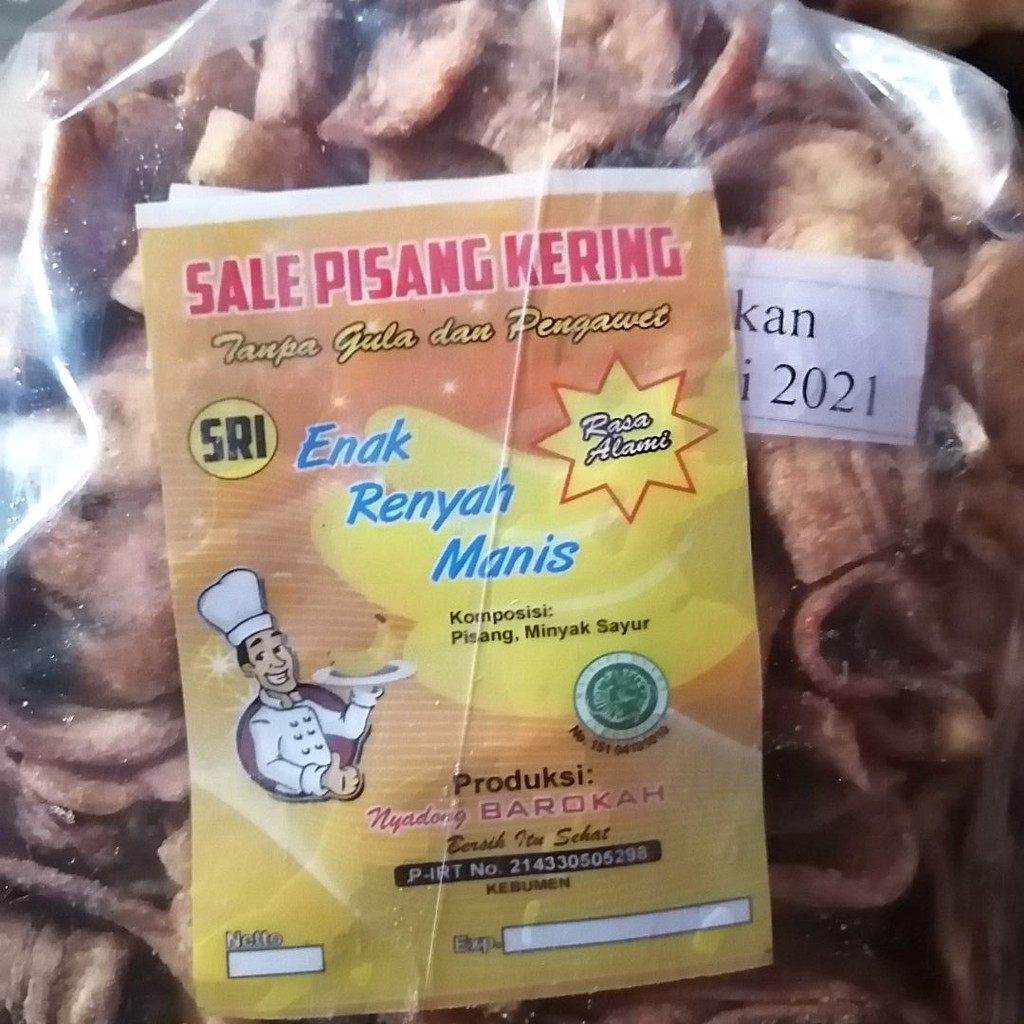 SALE PISANG KERING
Tanpa Gula dan Pengawet
kan
i 2021
SRI
Enak
Renyah
Manis
Rasa
Alami
Komposisi:
Pisang, Minyak Sayur
Produksi:
Nyadong BAROKAH
Bersih Itu Sehat
P-IRT No. 214330505298
KEBUMEN
Netto
Exp.